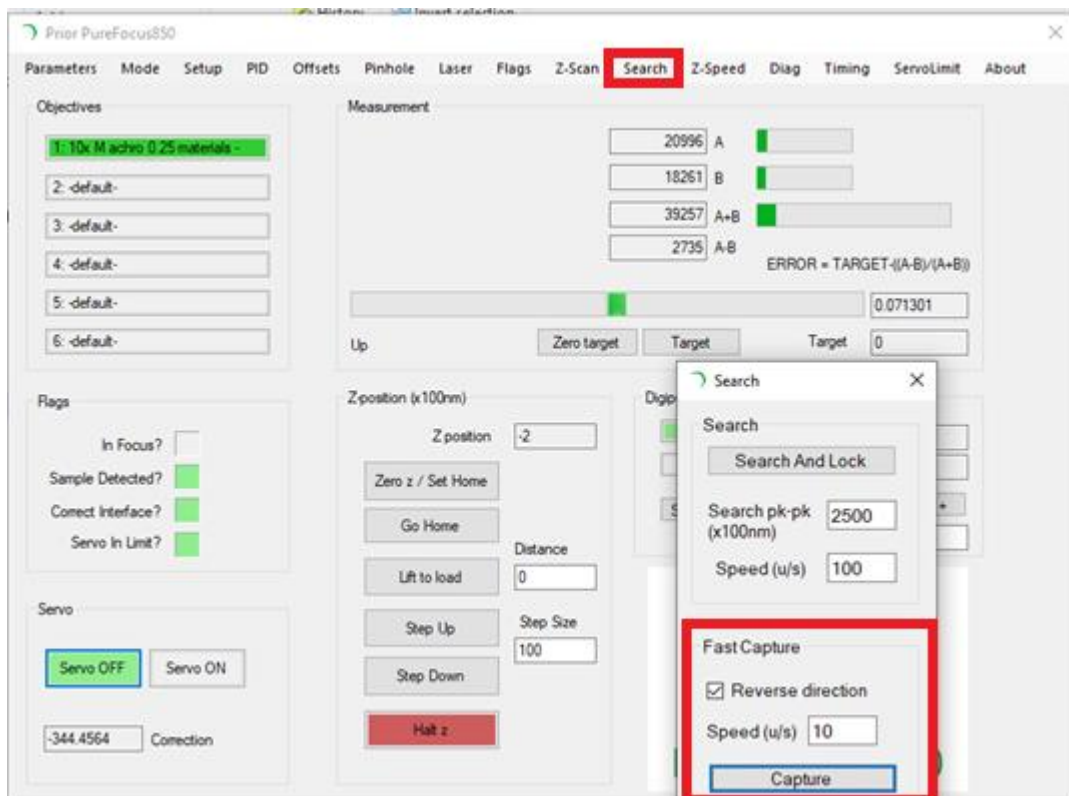 History Invert selection
Prior PureFocus850
Parameters Mode Setup PID Offsets Pinhole Laser Flags Z-Scan Search Z-Speed Diag Timing ServoLimit About
Objectives
1: 10x M achro 0.25 materials -
2: -default-
3: -default-
4: -default-
5: -default-
6: -default-
Measurement
20996 A
18261 B
39257 A+B
2735 A-B
ERROR = TARGET-((A-B)/(A+B))
0.071301
Up Zero target Target Target 0
Flags
In Focus?
Sample Detected?
Correct Interface?
Servo In Limit?
Servo
Servo OFF Servo ON
-344.4564 Correction
Z-position (x100nm)
Z position -2
Zero z / Set Home
Go Home
Distance
Lift to load 0
Step Up
Step Size
100
Step Down
Halt z
Search
Search
Search And Lock
Search pk-pk 2500
(x100nm)
Speed (u/s) 100
+
Fast Capture
Reverse direction
Speed (u/s) 10
Capture